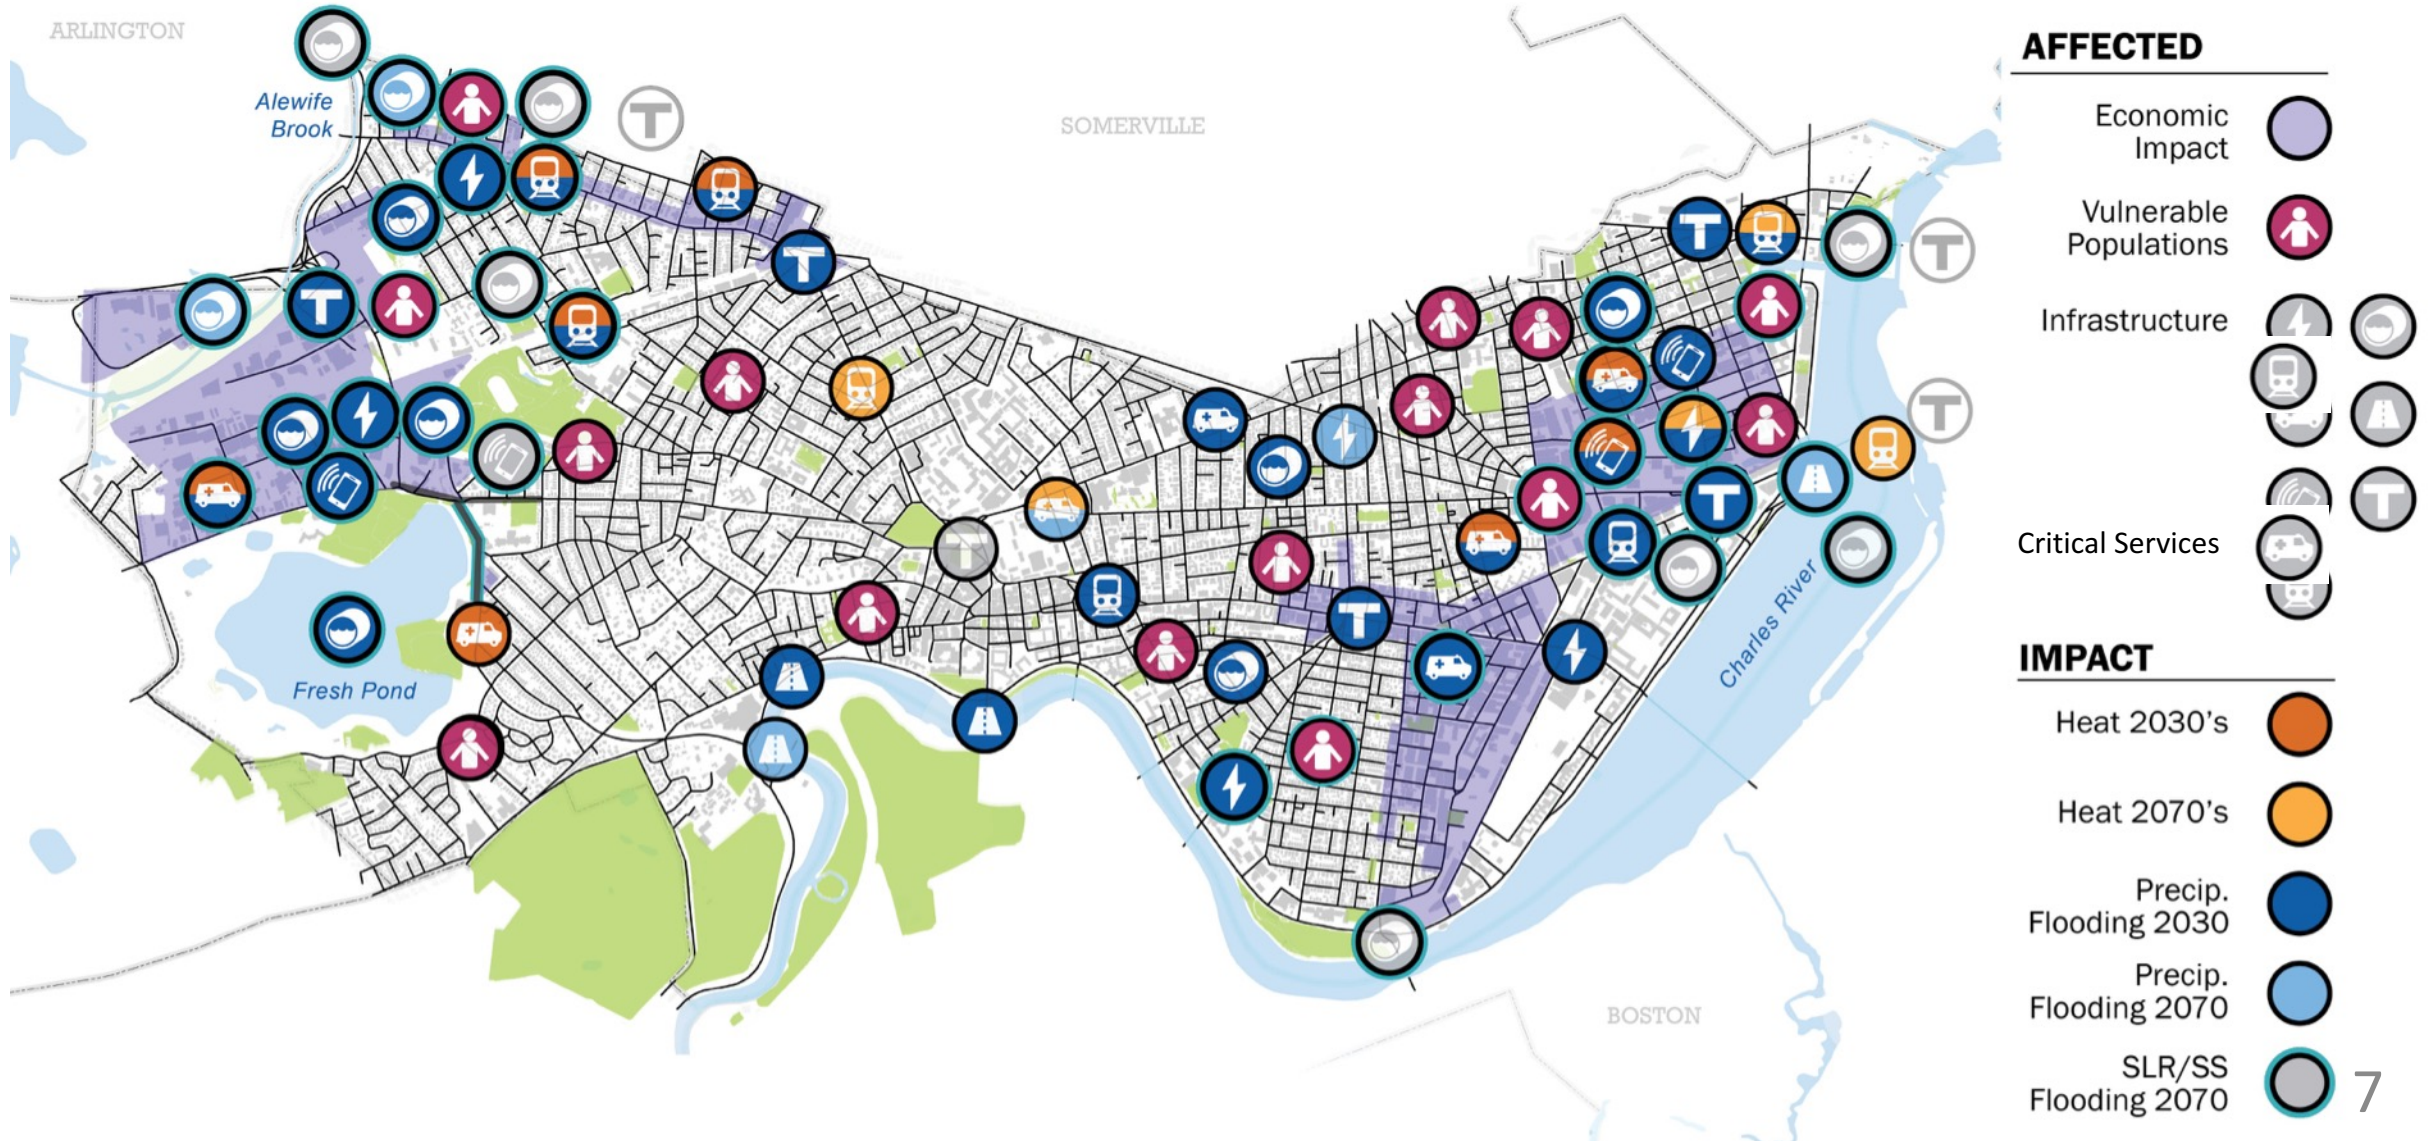 ARLINGTON
Alewife
Brook
SOMERVILLE
Fresh Pond
Charles River
BOSTON
AFFECTED
Economic
Impact
Vulnerable
Populations
Infrastructure
Critical Services
IMPACT
Heat 2030's
Heat 2070's
Precip.
Flooding 2030
Precip.
Flooding 2070
SLR/SS
Flooding 2070
7
T
T
T
T
T
T
T
T
T
T
T